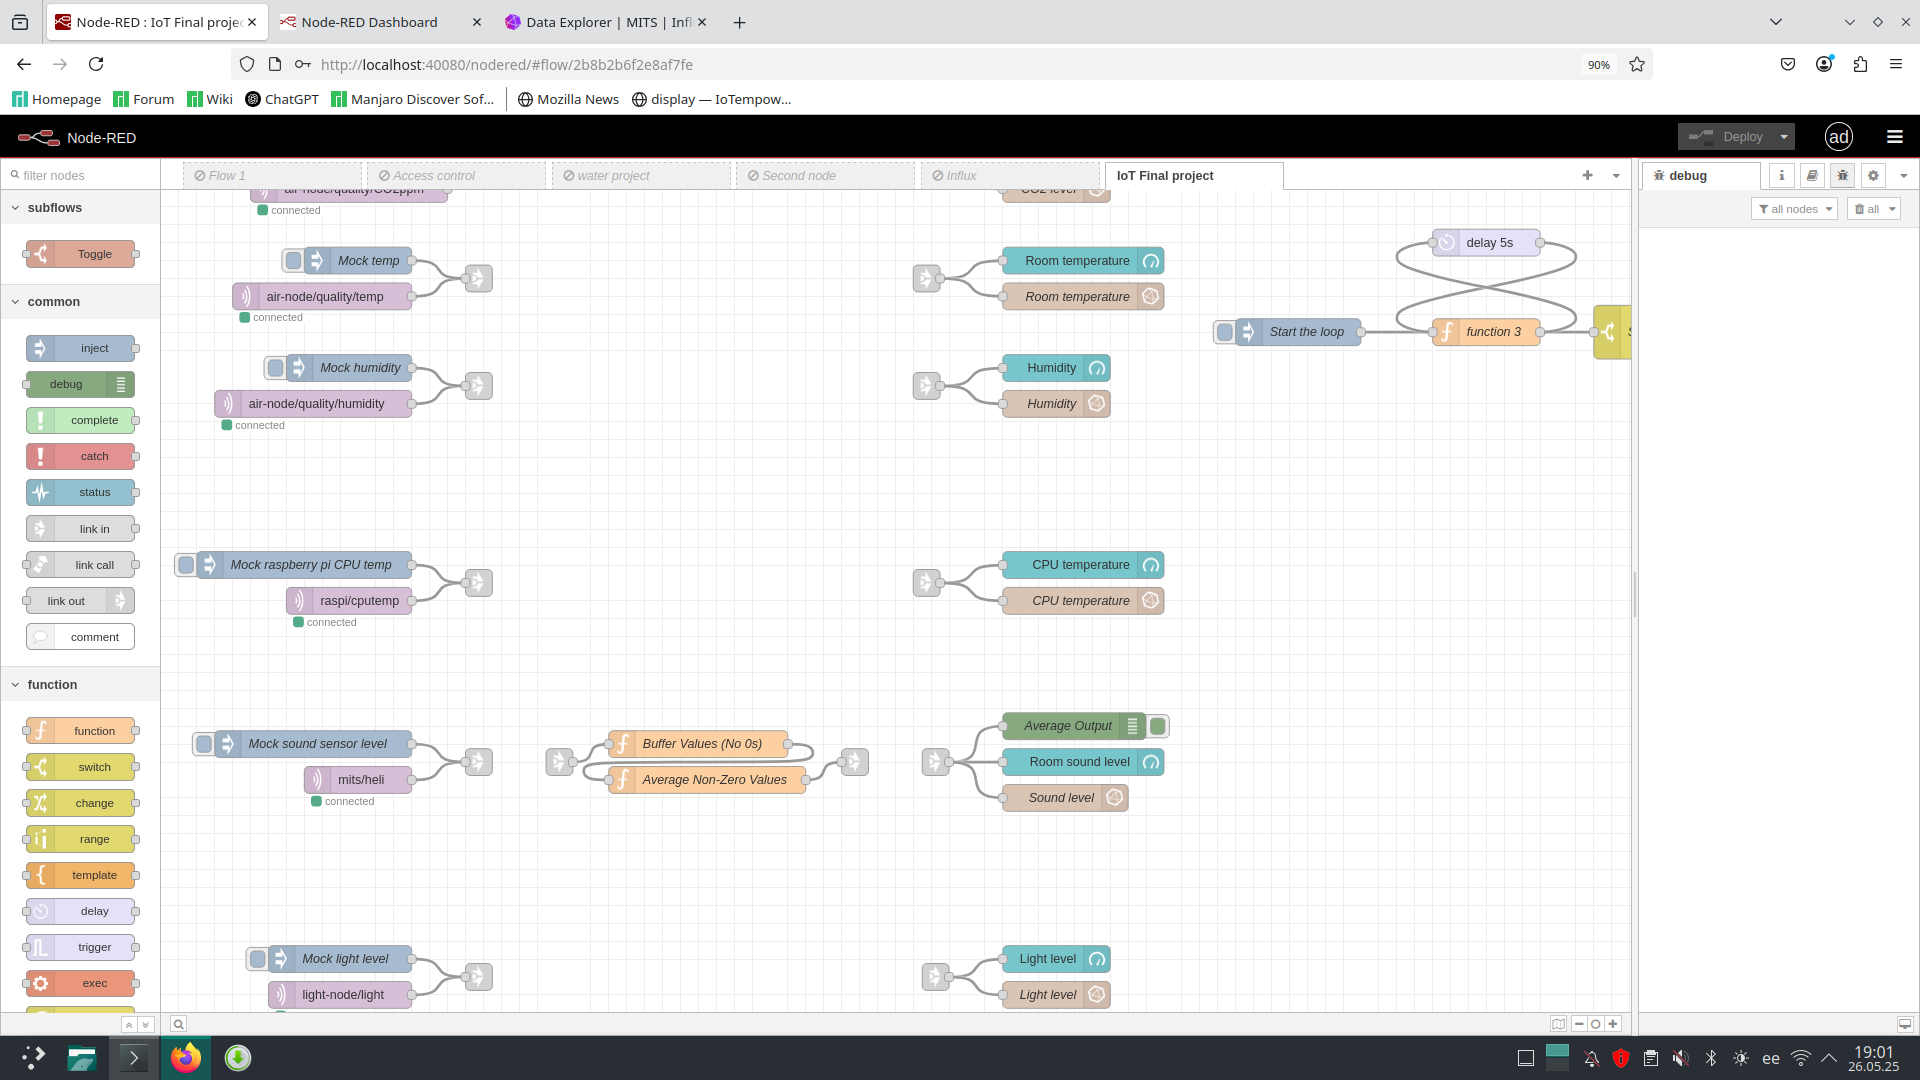 Node-RED : IoT Final projec
Node-RED Dashboard
Data Explorer | MITS | Infl
http://localhost:40080/nodered/#flow/2b8b2b6f2e8af7fe
90%
Homepage
Forum
Wiki
ChatGPT
Manjaro Discover Sof...
Mozilla News
display — IoTempow...
Node-RED
Deploy
ad
filter nodes
Flow 1
Access control
water project
Second node
Influx
IoT Final project
debug
all nodes
all
subflows
Toggle
common
inject
debug
complete
catch
status
link in
link call
link out
comment
function
function
switch
change
range
template
delay
trigger
exec
air-node/quality/CO2ppm
connected
CO2 level
Mock temp
air-node/quality/temp
connected
Room temperature
Room temperature
delay 5s
Start the loop
function 3
Mock humidity
air-node/quality/humidity
connected
Humidity
Humidity
Mock raspberry pi CPU temp
raspi/cputemp
connected
CPU temperature
CPU temperature
Mock sound sensor level
mits/heli
connected
Buffer Values (No 0s)
Average Non-Zero Values
Average Output
Room sound level
Sound level
Mock light level
light-node/light
Light level
Light level
ee
19:01
26.05.25